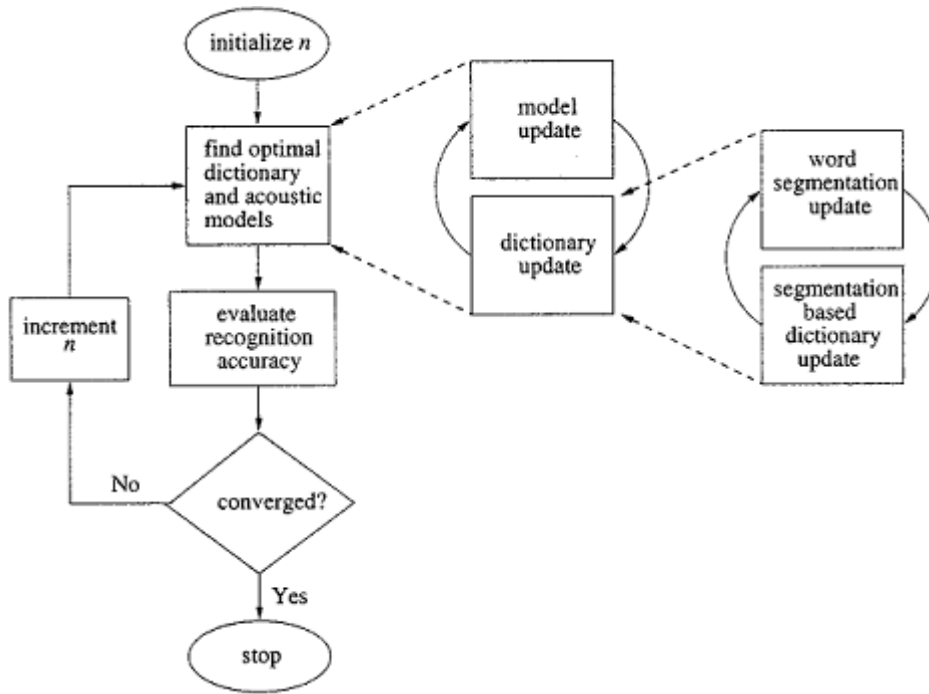 initialize n
find optimal
dictionary
and acoustic
models
increment
n
evaluate
recognition
accuracy
No
converged?
Yes
stop
model
update
dictionary
update
word
segmentation
update
segmentation
based
dictionary
update